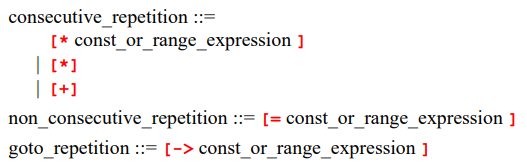 consecutive_repetition ::=
[* const_or_range_expression ]
| [*]
| [+]
non_consecutive_repetition ::= [= const_or_range_expression ]
goto_repetition ::= [-> const_or_range_expression ]